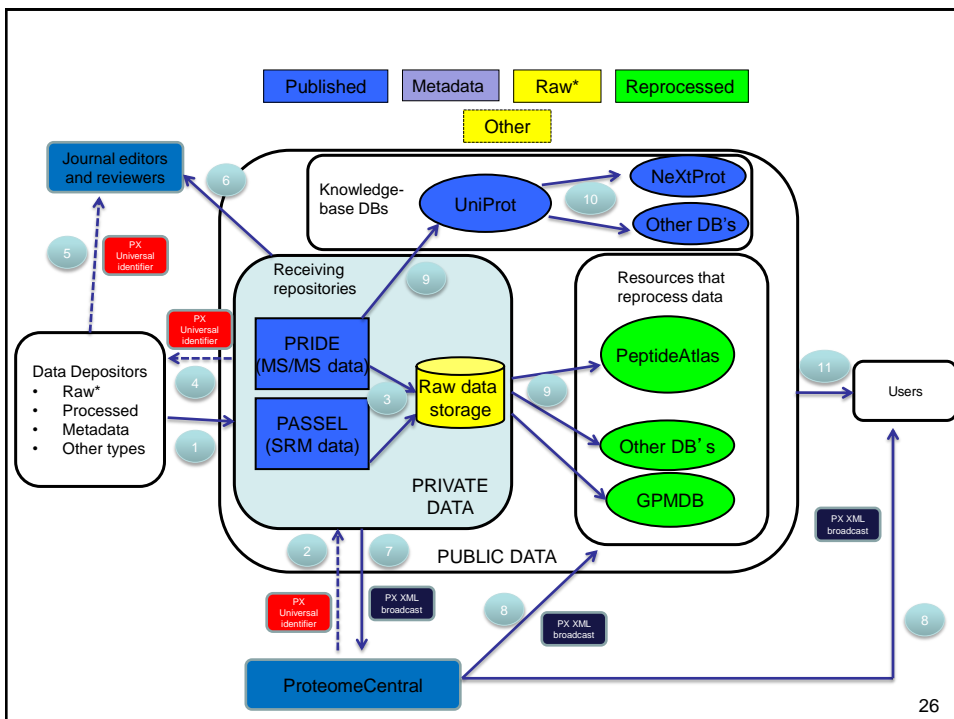 Published
Metadata
Raw*
Reprocessed
Other
Journal editors
and reviewers
6
Knowledge-
base DBs
UniProt
10
NeXtProt
Other DB's
5
PX
Universal
identifier
Receiving
repositories
9
Resources that
reprocess data
PX
Universal
identifier
4
PRIDE
(MS/MS data)
3
Raw data
storage
9
PeptideAtlas
11
Users
Data Depositors
• Raw*
• Processed
• Metadata
• Other types
1
PASSEL
(SRM data)
Other DB's
GPMDB
PRIVATE
DATA
PUBLIC DATA
2
7
PX
Universal
identifier
PX XML
broadcast
8
PX XML
broadcast
PX XML
broadcast
8
ProteomeCentral
26